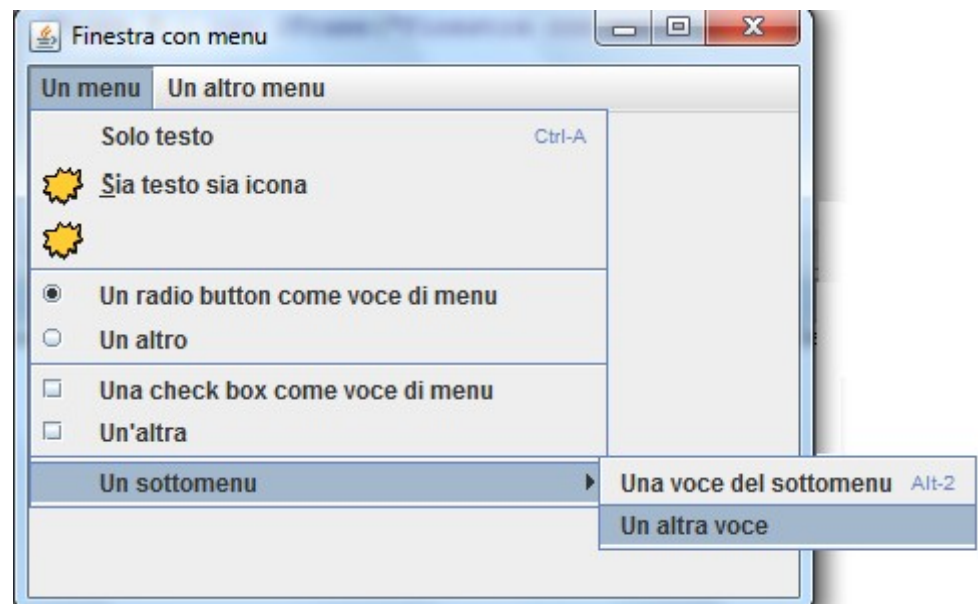 Finestra con menu
Un menu Un altro menu
Solo testo Ctrl-A
Sia testo sia icona
Un radio button come voce di menu
Un altro
Una check box come voce di menu
Un'altra
Un sottomenu
Una voce del sottomenu Alt-2
Un altra voce